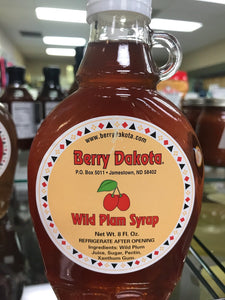 www.berrydakota.com
Berry Dakota
P.O. Box 5011 • Jamestown, ND 58402
Wild Plum Syrup
Net Wt. 8 Fl. Oz.
REFRIGERATE AFTER OPENING
Ingredients: Wild Plum
Juice, Sugar, Pectin,
Xanthum Gum